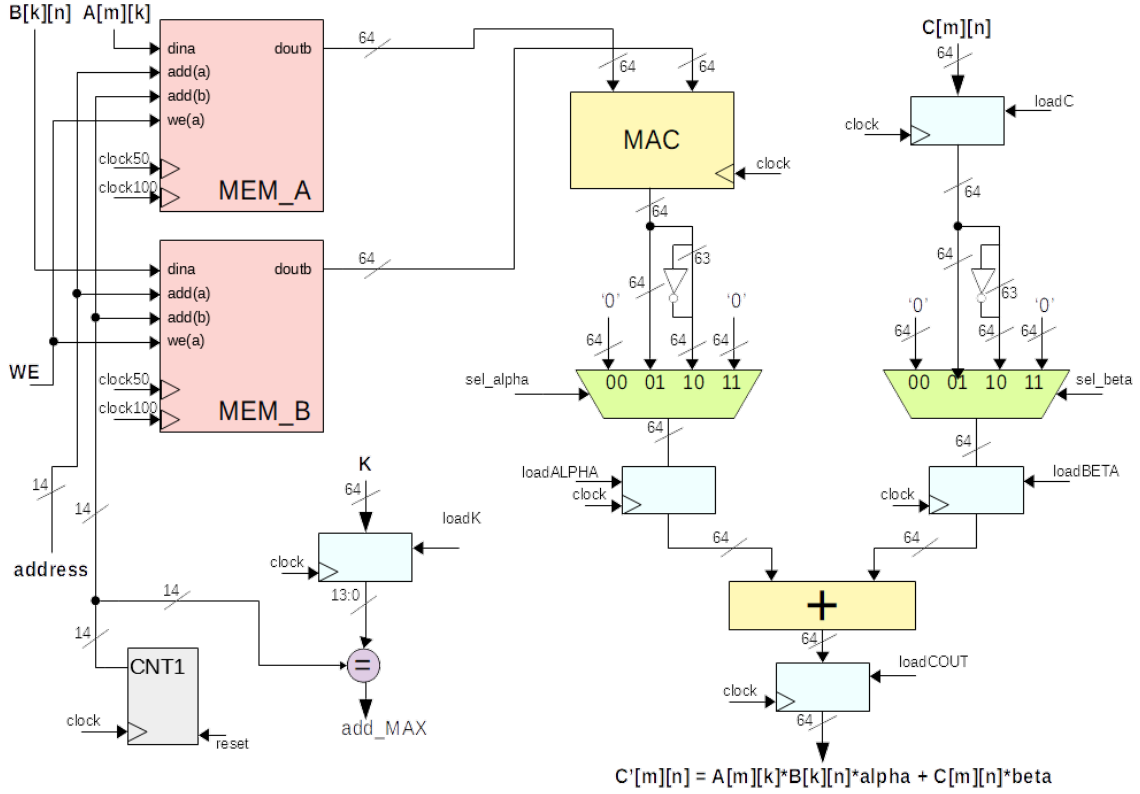 B[k][n] A[m][k]
C[m][n]
14
dina
doutb
64
add(a)
add(b)
we(a)
clock50
clock100
MEM_A
64
64
MAC
clock
64
64
loadC
clock
64
dina
doutb
64
add(a)
add(b)
we(a)
clock50
clock100
MEM_B
WE
63
64
'0'
'0'
64
64
64
00 01 10 11
sel_alpha
64
63
'0'
'0'
64
64
64
00 01 10 11
sel_beta
64
64
loadALPHA
clock
64
loadBETA
clock
64
14
14
address
K
64
loadK
clock
13:0
14
14
CNT1
clock
reset
=
add_MAX
+
64
loadCOUT
clock
64
C'[m][n] = A[m][k]*B[k][n]*alpha + C[m][n]*beta